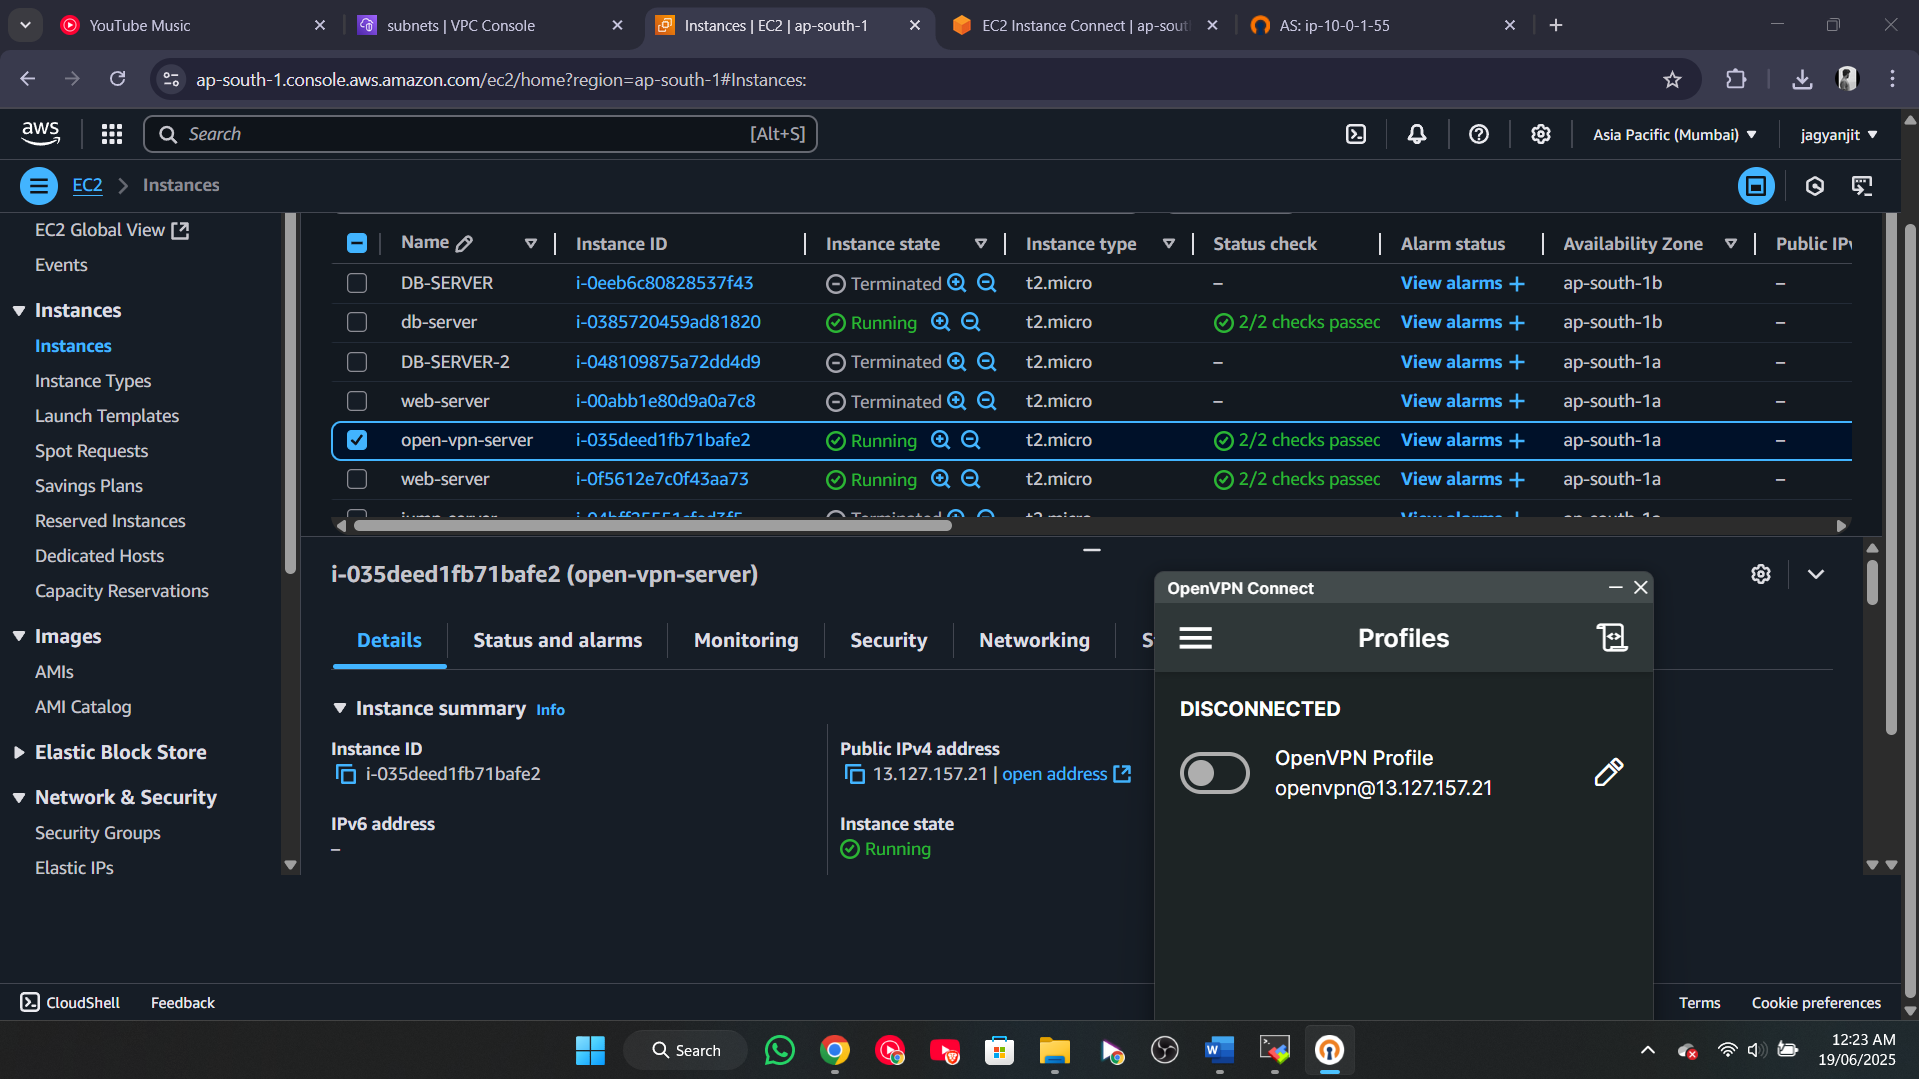 YouTube Music
subnets | VPC Console
Instances | EC2 | ap-south-1
EC2 Instance Connect | ap-sout
AS: ip-10-0-1-55
ap-south-1.console.aws.amazon.com/ec2/home?region=ap-south-1#Instances:
aws
Search
[Alt+S]
Asia Pacific (Mumbai)
jagyanjit
EC2
Instances
EC2 Global View
Events
Instances
Instances
Instance Types
Launch Templates
Spot Requests
Savings Plans
Reserved Instances
Dedicated Hosts
Capacity Reservations
Images
AMIs
AMI Catalog
Elastic Block Store
Network & Security
Security Groups
Elastic IPs
Name Instance ID Instance state Instance type Status check Alarm status Availability Zone Public IPv
DB-SERVER i-0eeb6c80828537f43 Terminated t2.micro – View alarms + ap-south-1b –
db-server i-0385720459ad81820 Running t2.micro 2/2 checks passec View alarms + ap-south-1b –
DB-SERVER-2 i-048109875a72dd4d9 Terminated t2.micro – View alarms + ap-south-1a –
web-server i-00abb1e80d9a0a7c8 Terminated t2.micro – View alarms + ap-south-1a –
open-vpn-server i-035deed1fb71bafe2 Running t2.micro 2/2 checks passec View alarms + ap-south-1a –
web-server i-0f5612e7c0f43aa73 Running t2.micro 2/2 checks passec View alarms + ap-south-1a –
i-035deed1fb71bafe2 (open-vpn-server)
Details
Status and alarms
Monitoring
Security
Networking
Instance summary Info
Instance ID
i-035deed1fb71bafe2
IPv6 address
–
Public IPv4 address
13.127.157.21 | open address
Instance state
Running
OpenVPN Connect
Profiles
DISCONNECTED
OpenVPN Profile
openvpn@13.127.157.21
CloudShell
Feedback
Terms
Cookie preferences
Search
12:23 AM
19/06/2025